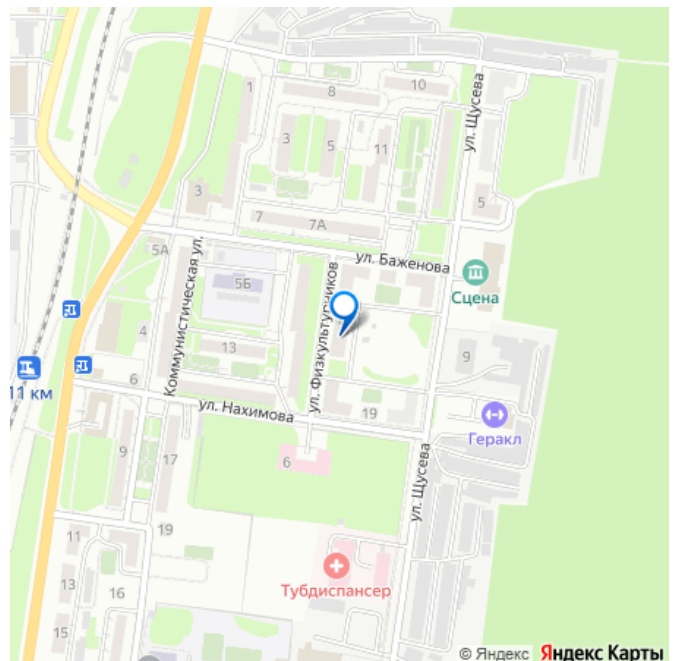 8
10
1
ул. Щусева
3
5
11
3
5
7
7А
5А
ул. Баженова
Коммунистическая ул.
5Б
ул. Физкультурников
Сцена
4
13
9
11 км
6
ул. Нахимова
19
Геракл
9
17
6
ул. Щусева
11
19
Тубдиспансер
13
16
15
© Яндекс Яндекс Карты